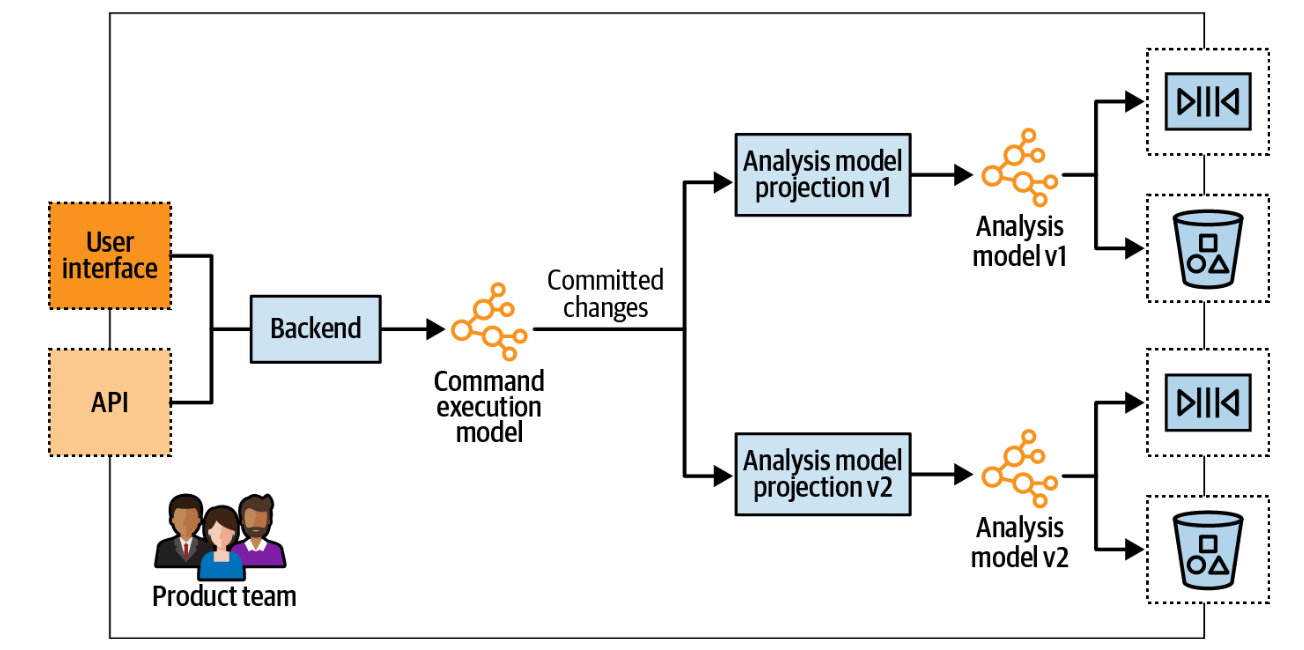 User
interface
API
Backend
Command
execution
model
Committed
changes
Analysis model
projection v1
Analysis
model v1
Analysis model
projection v2
Analysis
model v2
Product team